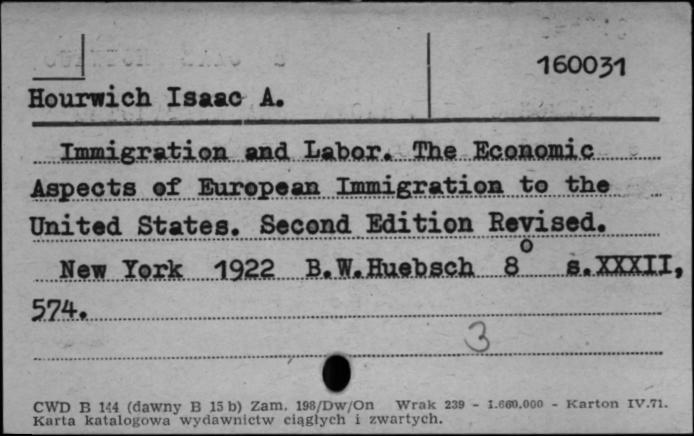 160031
Hourwich Isaac A.
Immigration and Labor. The Economic
Aspects of European Immigration to the
United States. Second Edition Revised.
New York 1922 B.W.Huebsch 8° s.XXXII,
574.
3
CWD B 144 (dawny B 15 b) Zam. 198/Dw/On Wrak 239 - 1.660.000 - Karton IV.71.
Karta katalogowa wydawnictw ciągłych i zwartych.